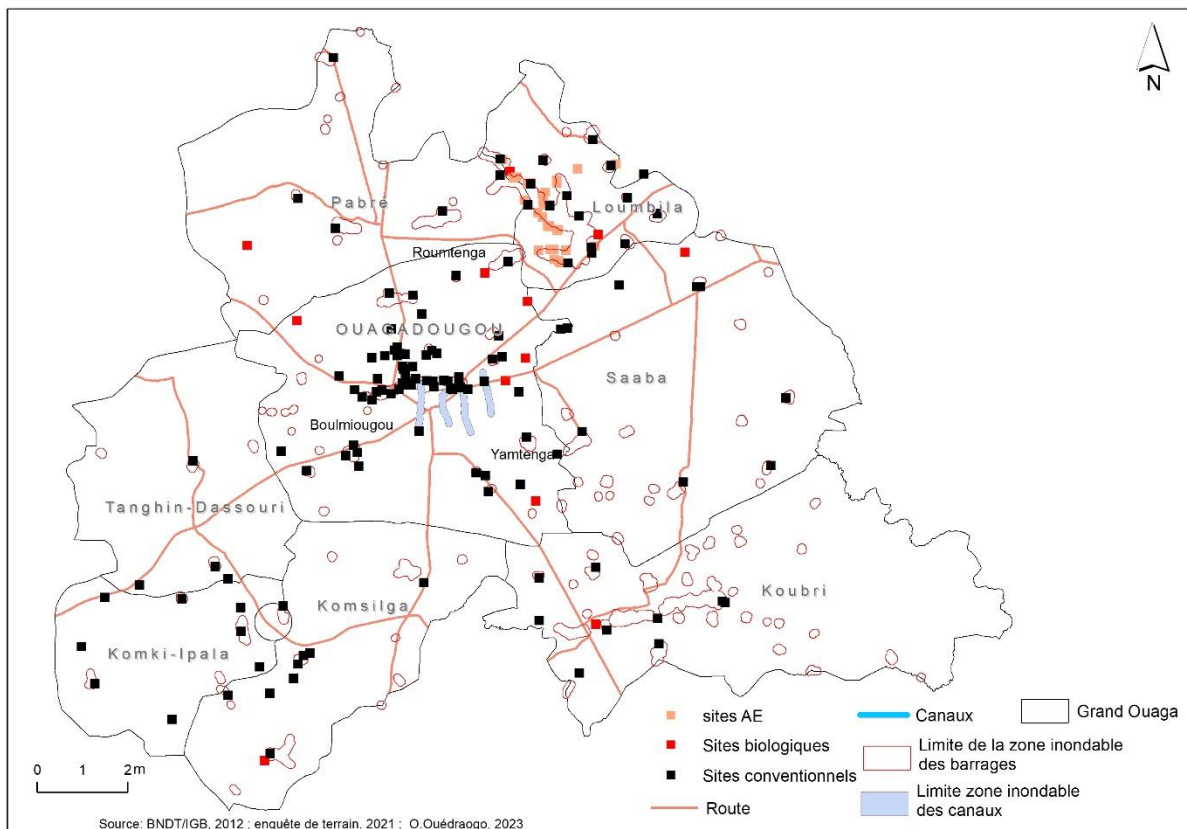 N
Pabré
Loumbila
Roumtenga
OUAGADOUGOU
Saaba
Boulmiougou
Yamtenga
Tanghin-Dassouri
Koubri
Komsilga
Komki-Ipala
sites AE
Sites biologiques
Sites conventionnels
Route
Canaux
Limite de la zone inondable
des barrages
Limite zone inondable
des canaux
Grand Ouaga
0 1 2m
Source: BNDT/IGB, 2012 ; enquête de terrain, 2021 ; O.Ouédraogo, 2023